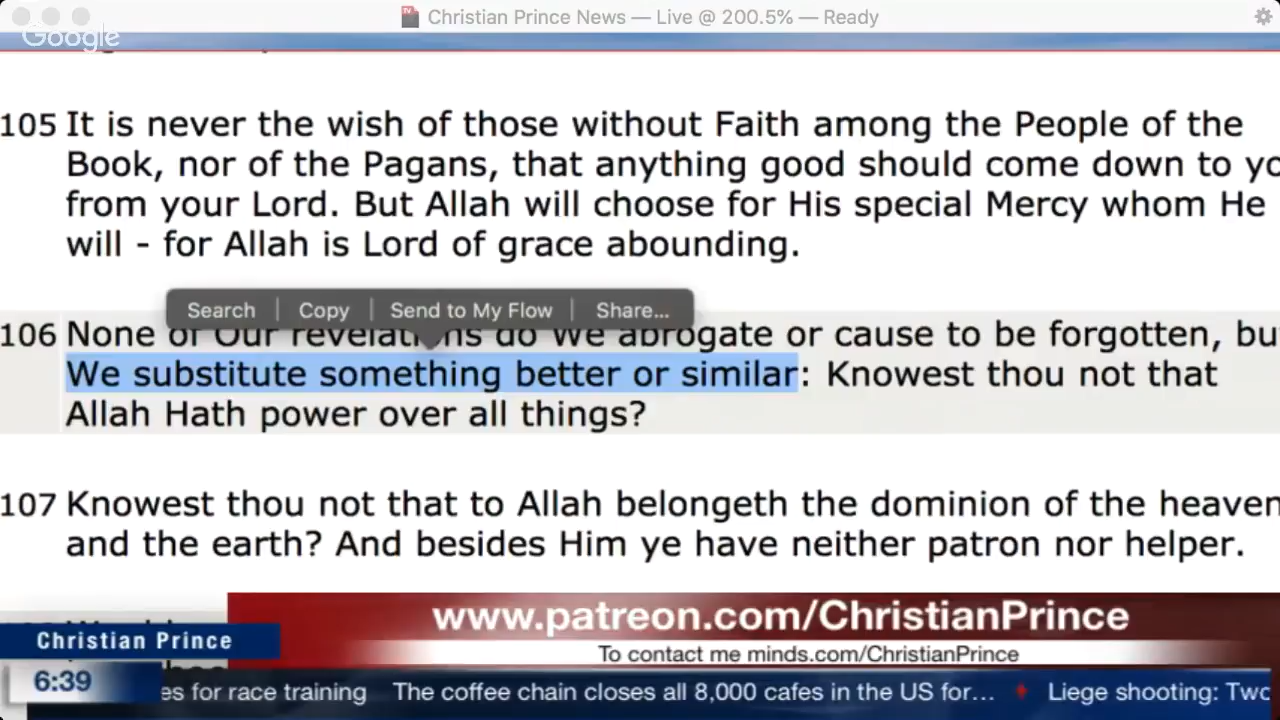 Christian Prince News — Live @ 200.5% — Ready
Google
105 It is never the wish of those without Faith among the People of the
Book, nor of the Pagans, that anything good should come down to yo
from your Lord. But Allah will choose for His special Mercy whom He
will - for Allah is Lord of grace abounding.
Search Copy Send to My Flow Share...
106 None of Our revelations do We abrogate or cause to be forgotten, bu
We substitute something better or similar: Knowest thou not that
Allah Hath power over all things?
107 Knowest thou not that to Allah belongeth the dominion of the heaven
and the earth? And besides Him ye have neither patron nor helper.
www.patreon.com/ChristianPrince
Christian Prince
To contact me minds.com/ChristianPrince
6:39
es for race training The coffee chain closes all 8,000 cafes in the US for... Liege shooting: Two